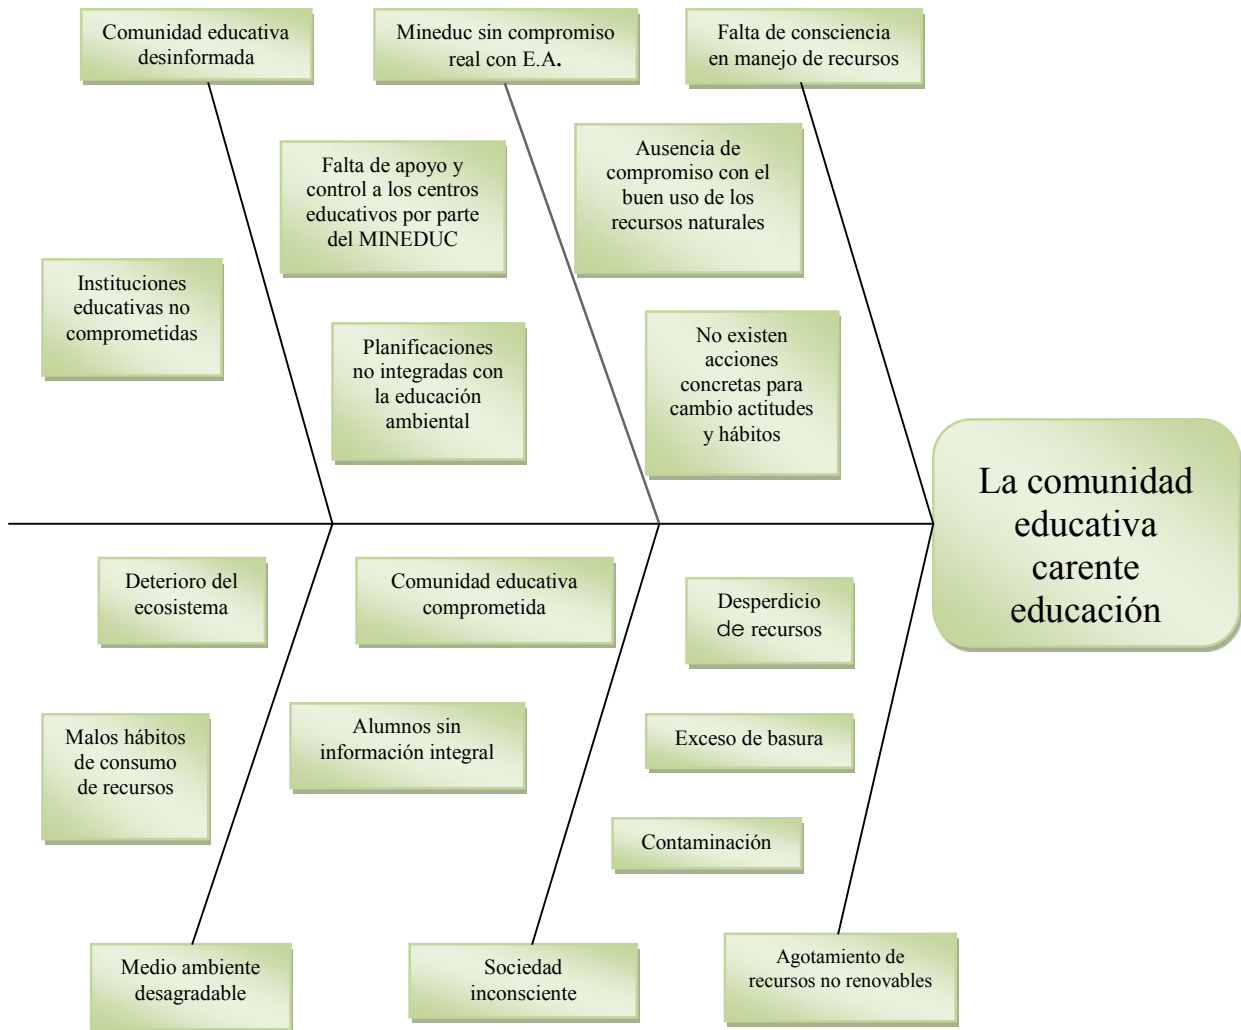 Comunidad educativa
desinformada
Mineduc sin compromiso
real con E.A.
Falta de consciencia
en manejo de recursos
Falta de apoyo y
control a los centros
educativos por parte
del MINEDUC
Ausencia de
compromiso con el
buen uso de los
recursos naturales
Instituciones
educativas no
comprometidas
Planificaciones
no integradas con
la educación
ambiental
No existen
acciones
concretas para
cambio actitudes
y hábitos
La comunidad
educativa
carente
educación
Deterioro del
ecosistema
Comunidad educativa
comprometida
Desperdicio
de recursos
Malos hábitos
de consumo
de recursos
Alumnos sin
información integral
Exceso de basura
Contaminación
Medio ambiente
desagradable
Sociedad
inconsciente
Agotamiento de
recursos no renovables